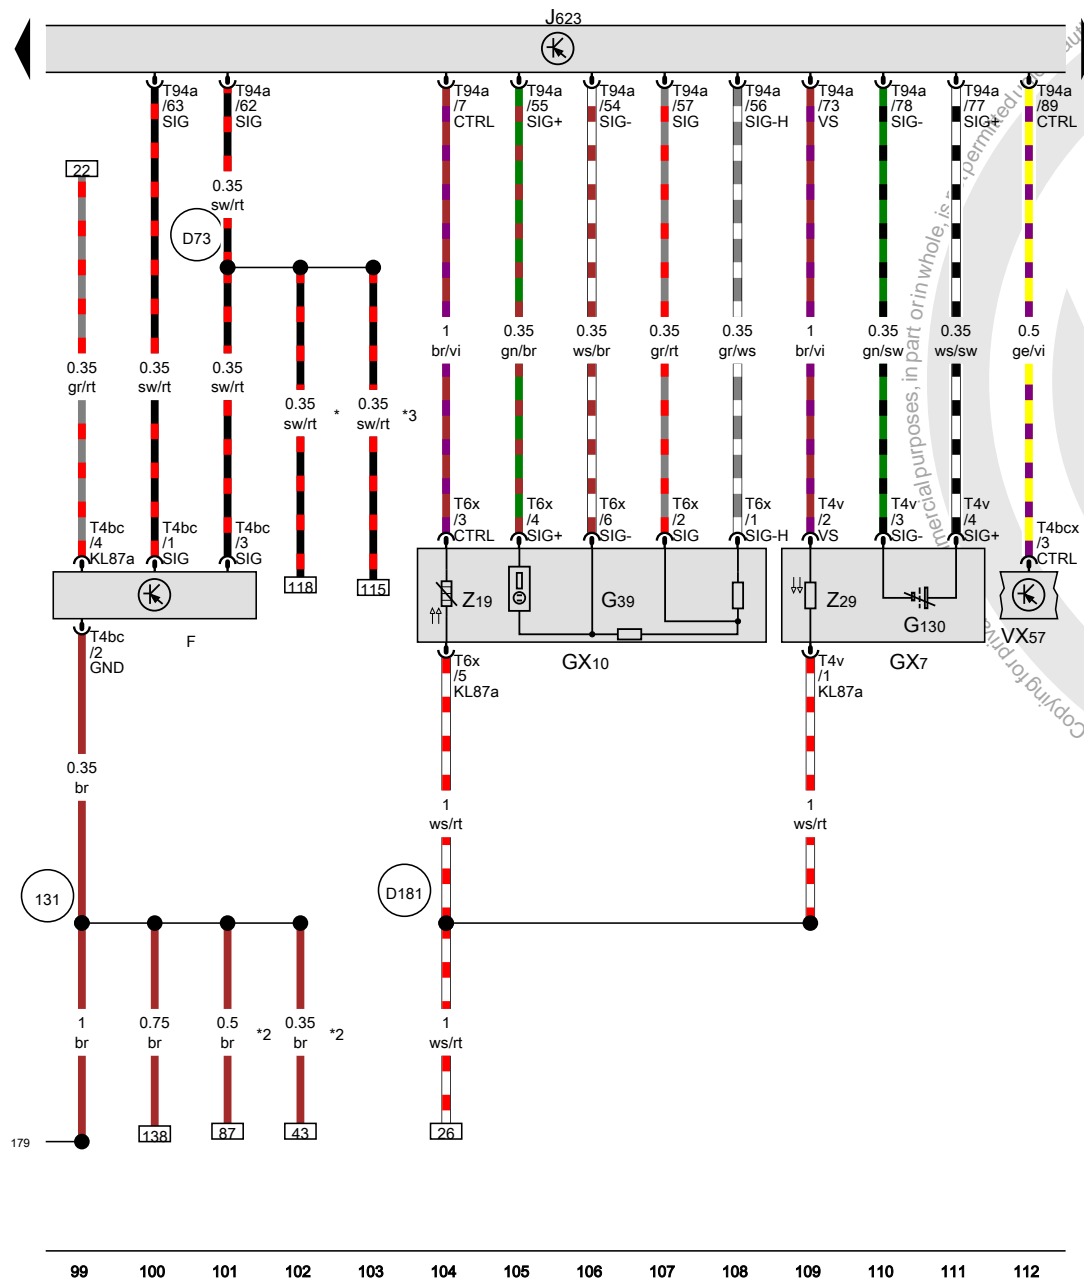 J623
T94a
/63
SIG
T94a
/62
SIG
T94a
/7
CTRL
T94a
/55
SIG+
T94a
/54
SIG-
T94a
/57
SIG
T94a
/56
SIG-H
T94a
/73
VS
T94a
/78
SIG-
T94a
/77
SIG+
T94a
/89
CTRL
22
0.35
sw/rt
D73
0.35
gr/rt
0.35
sw/rt
0.35
sw/rt
0.35
sw/rt
*
0.35
sw/rt
*3
1
br/vi
0.35
gn/br
0.35
ws/br
0.35
gr/rt
0.35
gr/ws
1
br/vi
0.35
gn/sw
0.35
ws/sw
0.5
ge/vi
T4bc
/4
KL87a
T4bc
/1
SIG
T4bc
/3
SIG
118
115
T6x
/3
CTRL
T6x
/4
SIG+
T6x
/6
SIG-
T6x
/2
SIG
T6x
/1
SIG-H
T4v
/2
VS
T4v
/3
SIG-
T4v
/4
SIG+
T4bcx
/3
CTRL
Z19
G39
Z29
G130
F
GX10
GX7
VX57
T4bc
/2
GND
T6x
/5
KL87a
T4v
/1
KL87a
0.35
br
1
ws/rt
1
ws/rt
131
D181
1
br
0.75
br
0.5
br
*2
0.35
br
*2
1
ws/rt
179
138
87
43
26
99 100 101 102 103 104 105 106 107 108 109 110 111 112
Copying for
mercial purposes, in part or in whole, is
permitted